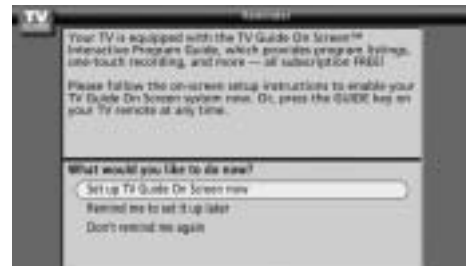 TV
Reminder
Your TV is equipped with the TV Guide On Screen™
Interactive Program Guide, which provides program listings,
one-touch recording, and more — all subscription FREE!
Please follow the on-screen setup instructions to enable your
TV Guide On Screen system now. Or, press the GUIDE key on
your TV remote at any time.
What would you like to do now?
Set up TV Guide On Screen now
Remind me to set it up later
Don't remind me again